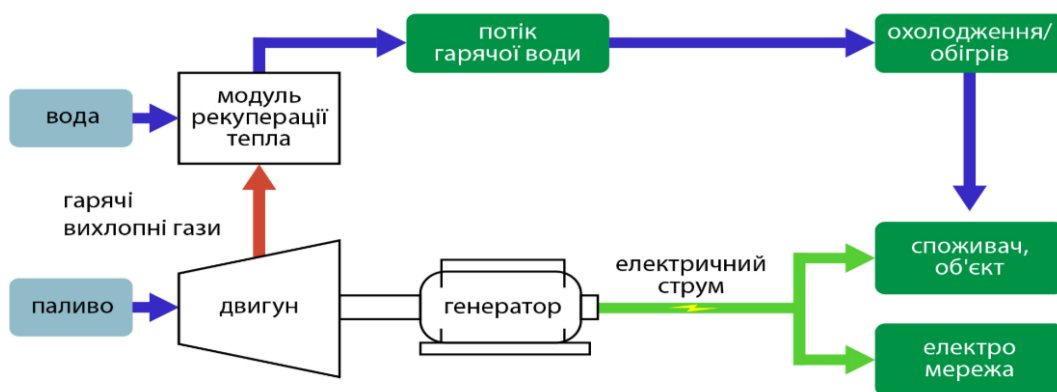 потік
гарячої води
охолодження/
обігрів
вода
модуль
рекуперації
тепла
гарячі
вихлопні гази
паливо
двигун
генератор
електричний
струм
споживач,
об'єкт
електро
мережа